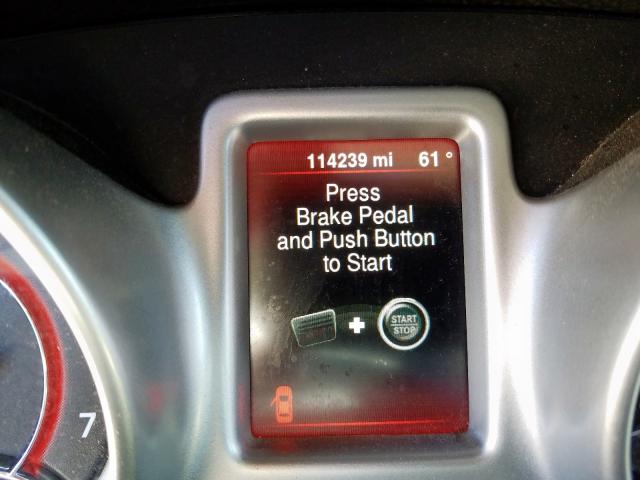 114239 mi 61°
Press
Brake Pedal
and Push Button
to Start
START
STOP
7